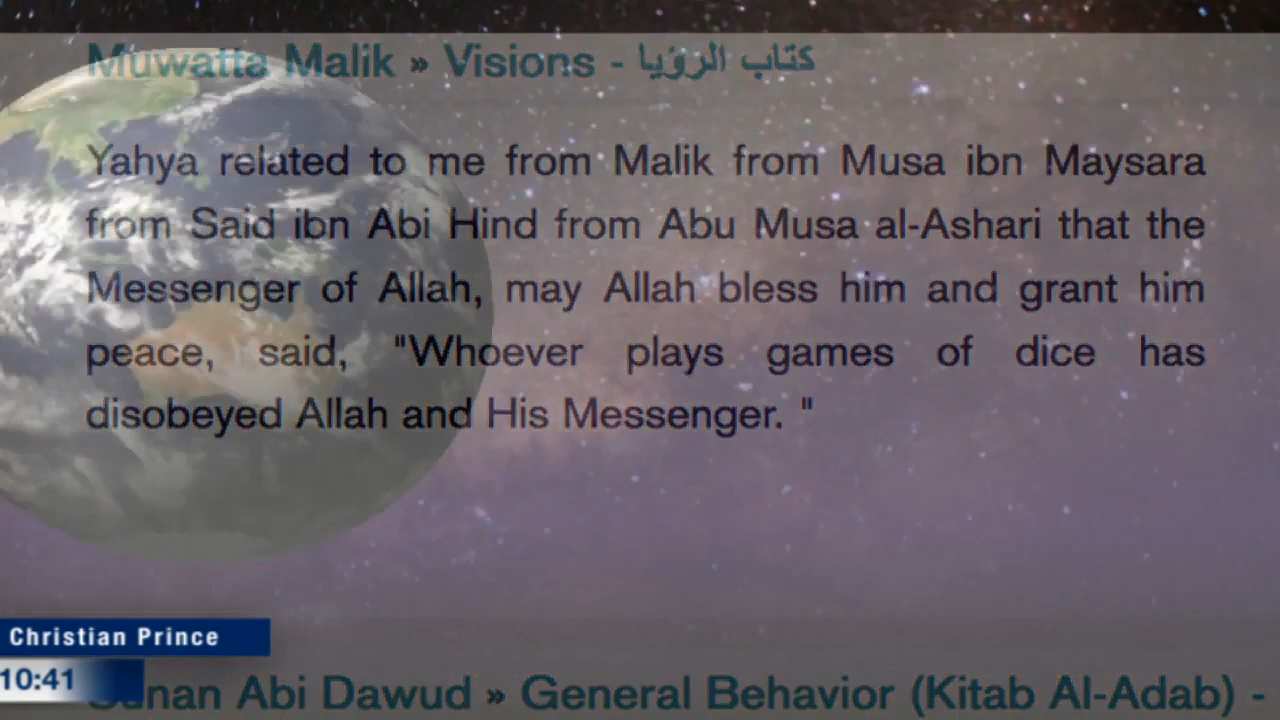 Muwatta Malik » Visions - كتاب الرؤيا
Yahya related to me from Malik from Musa ibn Maysara
from Said ibn Abi Hind from Abu Musa al-Ashari that the
Messenger of Allah, may Allah bless him and grant him
peace, said, "Whoever plays games of dice has
disobeyed Allah and His Messenger. "
Christian Prince
10:41
Sunan Abi Dawud » General Behavior (Kitab Al-Adab) -